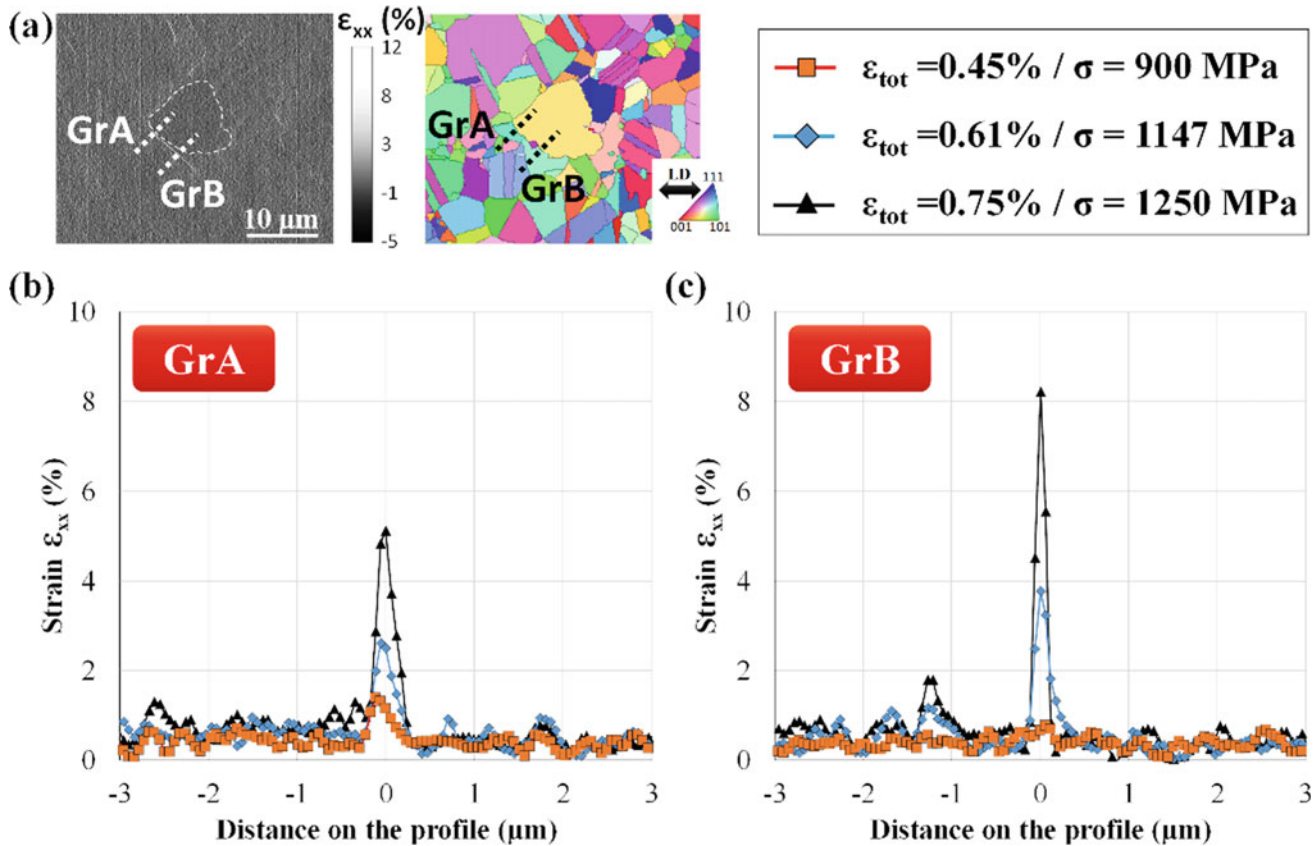 (a)
εxx (%)
12
8
3
-1
-5
GrA
GrB
10 μm
GrA
GrB
LD
111
001 101
εtot =0.45% / σ = 900 MPa
εtot =0.61% / σ = 1147 MPa
εtot =0.75% / σ = 1250 MPa
(b)
GrA
Strain εxx (%)
10
8
6
4
2
0
-3 -2 -1 0 1 2 3
Distance on the profile (μm)
(c)
GrB
Strain εxx (%)
10
8
6
4
2
0
-3 -2 -1 0 1 2 3
Distance on the profile (μm)